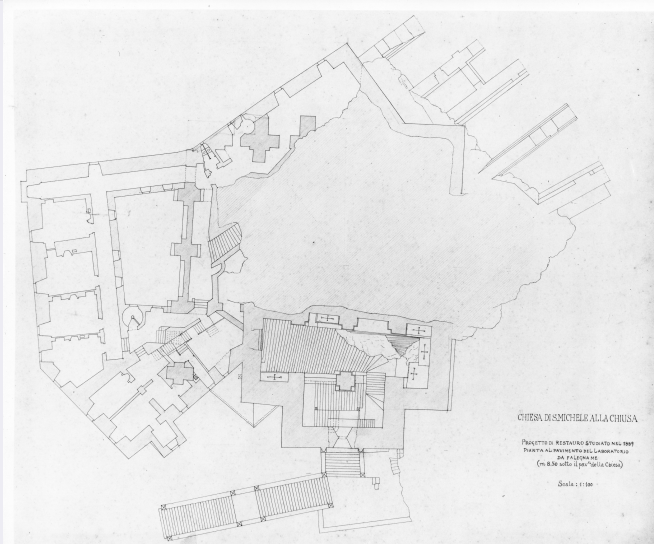 CHIESA DI S. MICHELE ALLA CHIUSA
PROGETTO DI RESTAURO STUDIATO NEL 1889
PIANTA AL PAVIMENTO DEL LABORATORIO
DA FALEGNAME
(m 8.50 sotto il pav.to della Chiesa)
Scala: 1:100